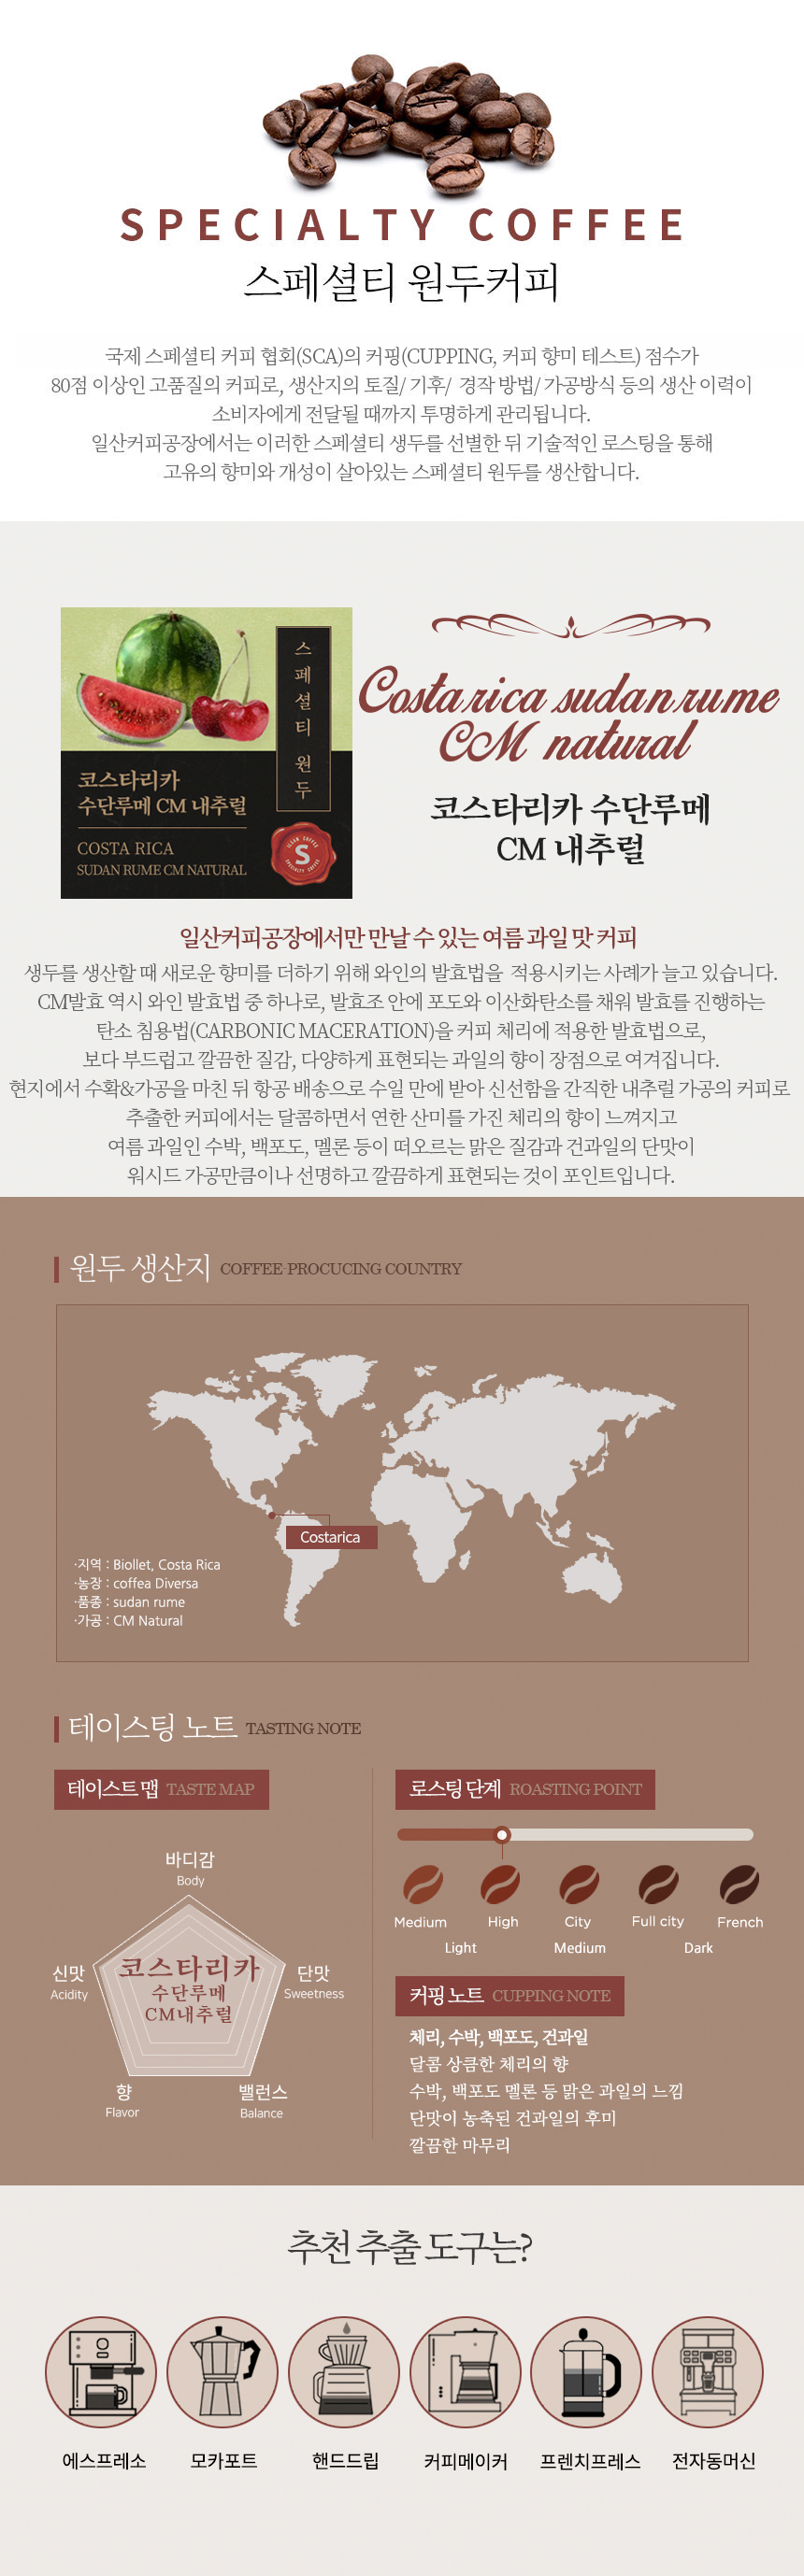 SPECIALTY COFFEE
스페셜티 원두커피
국제 스페셜티 커피 협회(SCA)의 커핑(CUPPING, 커피 향미 테스트) 점수가
80점 이상인 고품질의 커피로, 생산지의 토질/ 기후/ 경작 방법/ 가공방식 등의 생산 이력이
소비자에게 전달될 때까지 투명하게 관리됩니다.
일산커피공장에서는 이러한 스페셜티 생두를 선별한 뒤 기술적인 로스팅을 통해
고유의 향미와 개성이 살아있는 스페셜티 원두를 생산합니다.
스페셜티 원두
코스타리카
수단루메 CM 내추럴
COSTA RICA
SUDAN RUME CM NATURAL
S
SPECIALTY COFFEE
Costa rica sudan rume
CM natural
코스타리카 수단루메
CM 내추럴
일산커피공장에서만 만날 수 있는 여름 과일 맛 커피
생두를 생산할 때 새로운 향미를 더하기 위해 와인의 발효법을 적용시키는 사례가 늘고 있습니다.
CM발효 역시 와인 발효법 중 하나로, 발효조 안에 포도와 이산화탄소를 채워 발효를 진행하는
탄소 침용법(CARBONIC MACERATION)을 커피 체리에 적용한 발효법으로,
보다 부드럽고 깔끔한 질감, 다양하게 표현되는 과일의 향이 장점으로 여겨집니다.
현지에서 수확&가공을 마친 뒤 항공 배송으로 수일 만에 받아 신선함을 간직한 내추럴 가공의 커피로
추출한 커피에서는 달콤하면서 연한 산미를 가진 체리의 향이 느껴지고
여름 과일인 수박, 백포도, 멜론 등이 떠오르는 맑은 질감과 건과일의 단맛이
워시드 가공만큼이나 선명하고 깔끔하게 표현되는 것이 포인트입니다.
원두 생산지 COFFEE-PROCUCING COUNTRY
Costarica
·지역 : Biollet, Costa Rica
·농장 : coffea Diversa
·품종 : sudan rume
·가공 : CM Natural
테이스팅 노트 TASTING NOTE
테이스트 맵 TASTE MAP
바디감
Body
신맛
Acidity
단맛
Sweetness
코스타리카
수단루메
CM내추럴
향
Flavor
밸런스
Balance
로스팅 단계 ROASTING POINT
Medium High City Full city French
Light Medium Dark
커핑 노트 CUPPING NOTE
체리, 수박, 백포도, 건과일
달콤 상큼한 체리의 향
수박, 백포도 멜론 등 맑은 과일의 느낌
단맛이 농축된 건과일의 후미
깔끔한 마무리
추천 추출 도구는?
에스프레소 모카포트 핸드드립 커피메이커 프렌치프레스 전자동머신